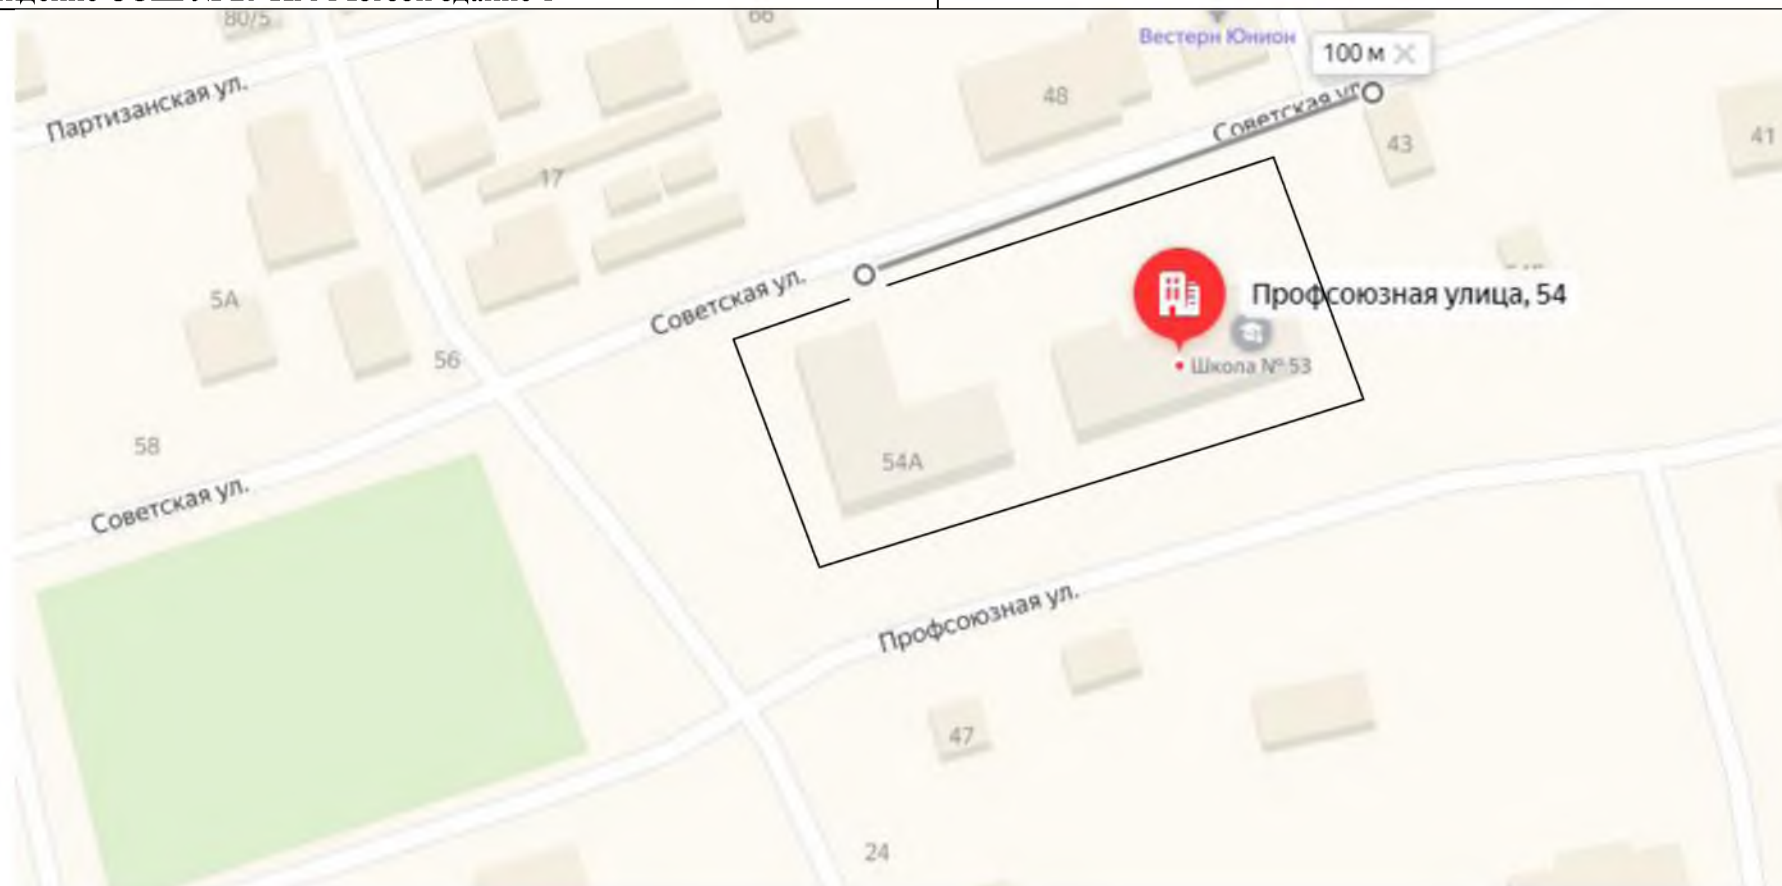 80/5
66
Вестерн Юнион
100 м
Партизанская ул.
48
Советская ул
43
41
17
Советская ул.
5А
Профсоюзная улица, 54
56
Школа № 53
58
54А
Советская ул.
Профсоюзная ул.
47
24